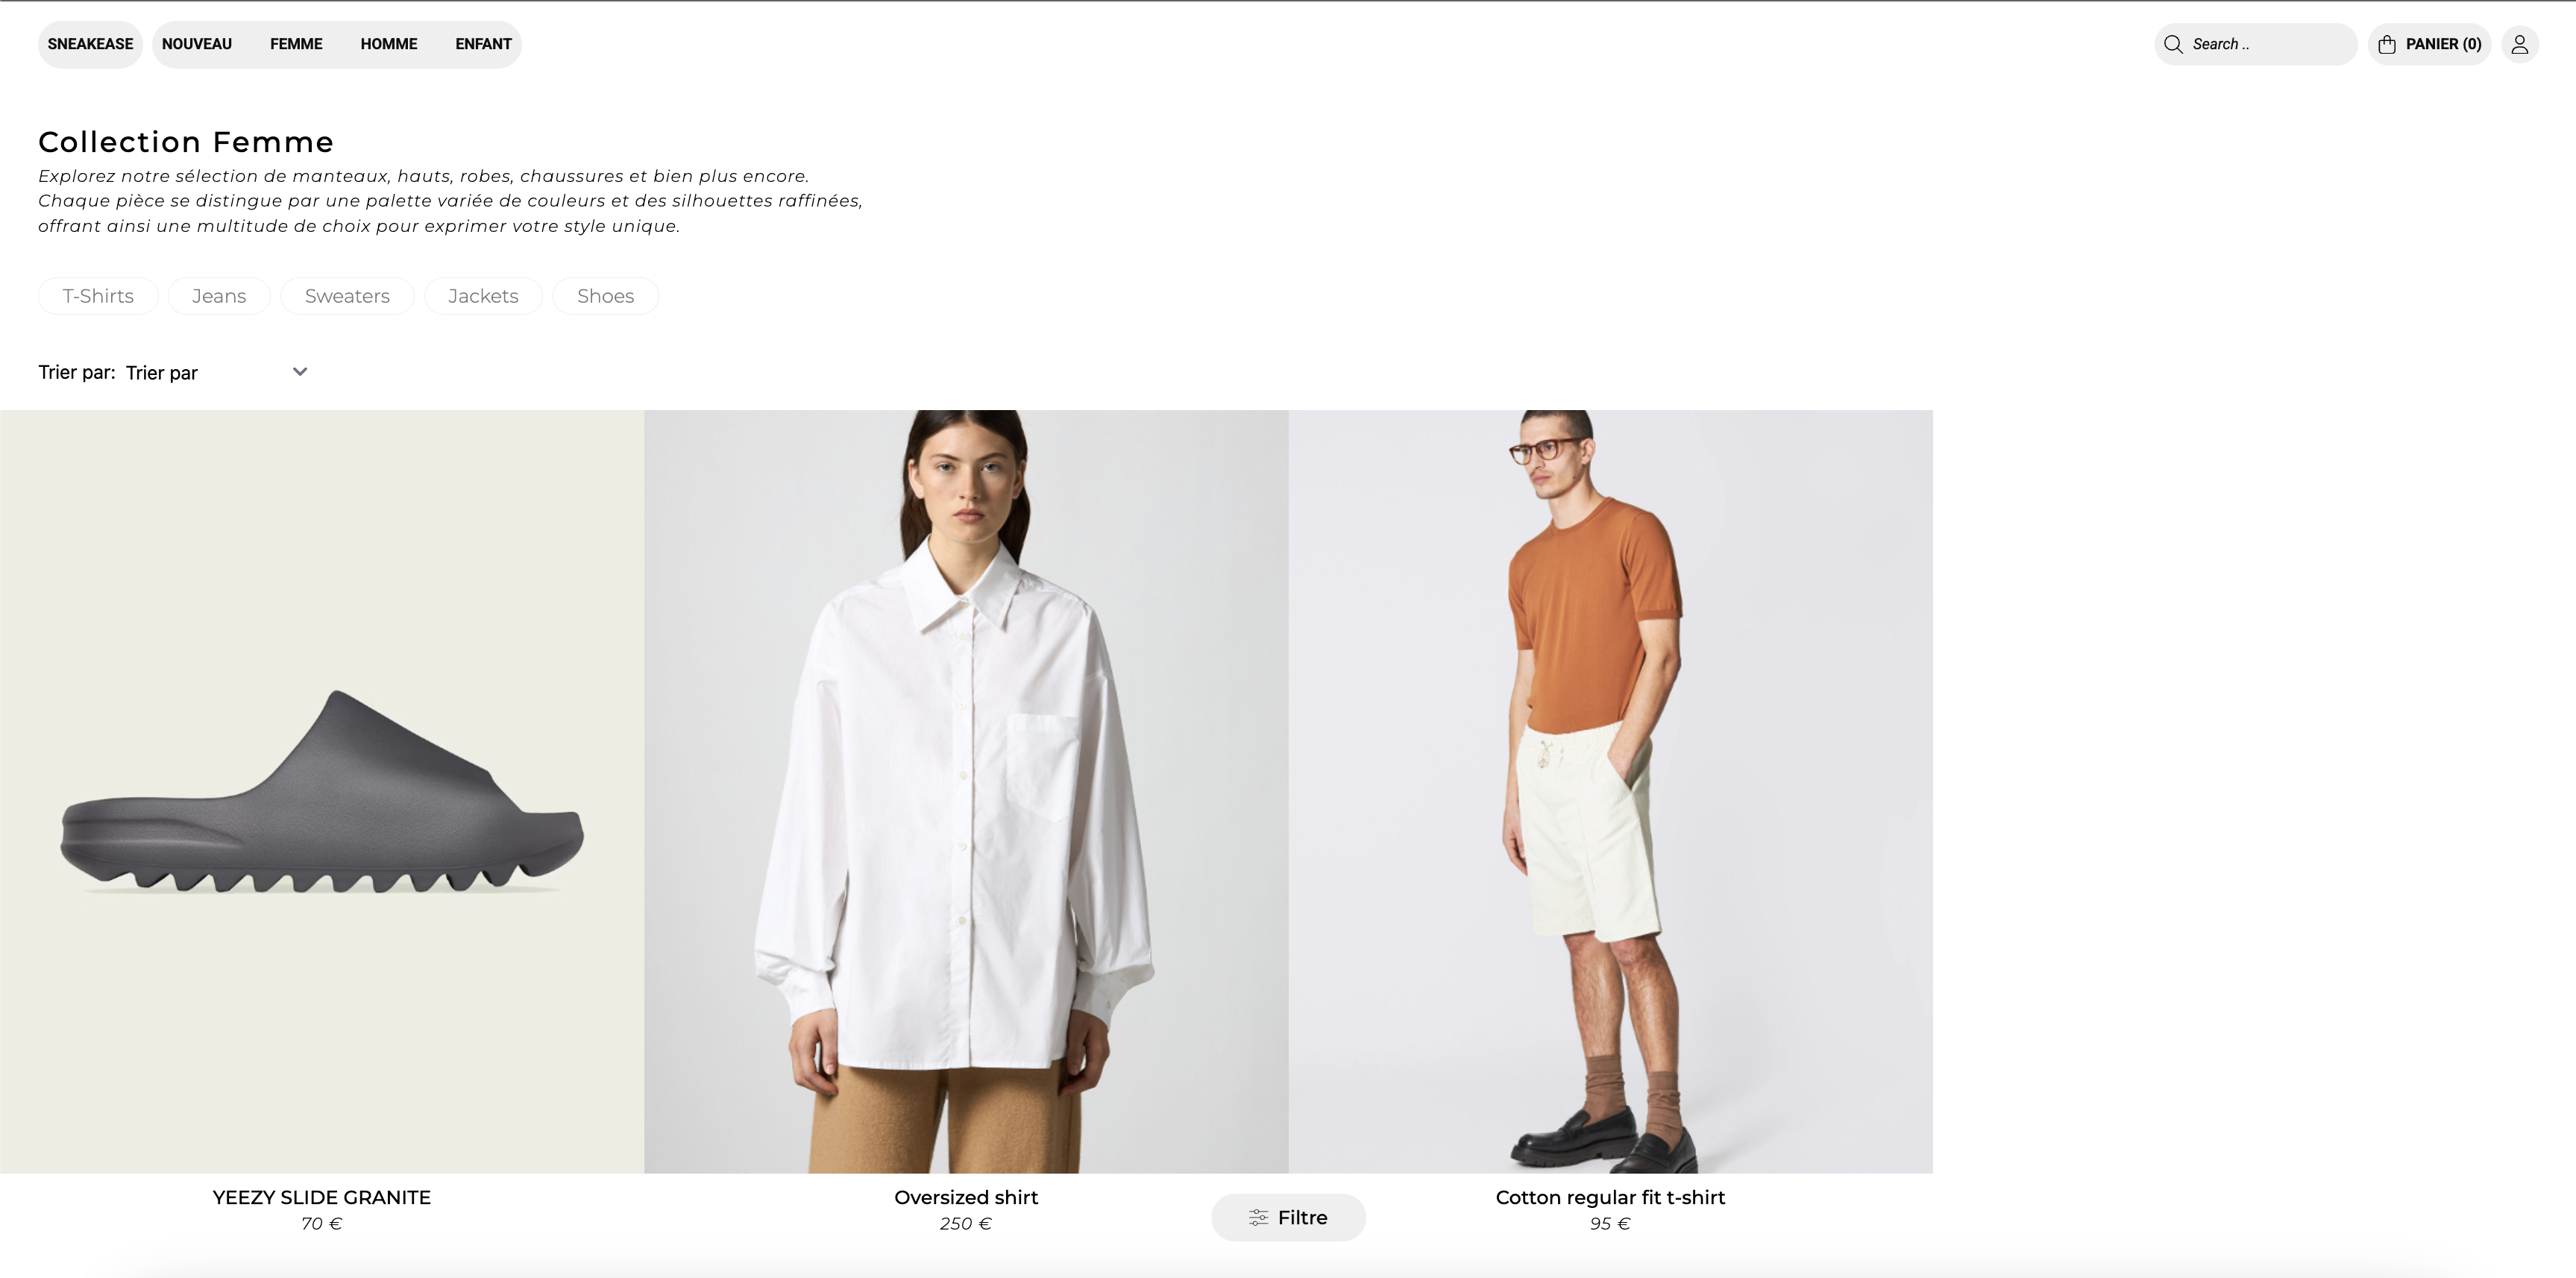 SNEAKEASE NOUVEAU FEMME HOMME ENFANT Search .. PANIER (0)
Collection Femme
Explorez notre sélection de manteaux, hauts, robes, chaussures et bien plus encore.
Chaque pièce se distingue par une palette variée de couleurs et des silhouettes raffinées,
offrant ainsi une multitude de choix pour exprimer votre style unique.
T-Shirts Jeans Sweaters Jackets Shoes
Trier par: Trier par
YEEZY SLIDE GRANITE
70 €
Oversized shirt
250 €
Filtre
Cotton regular fit t-shirt
95 €